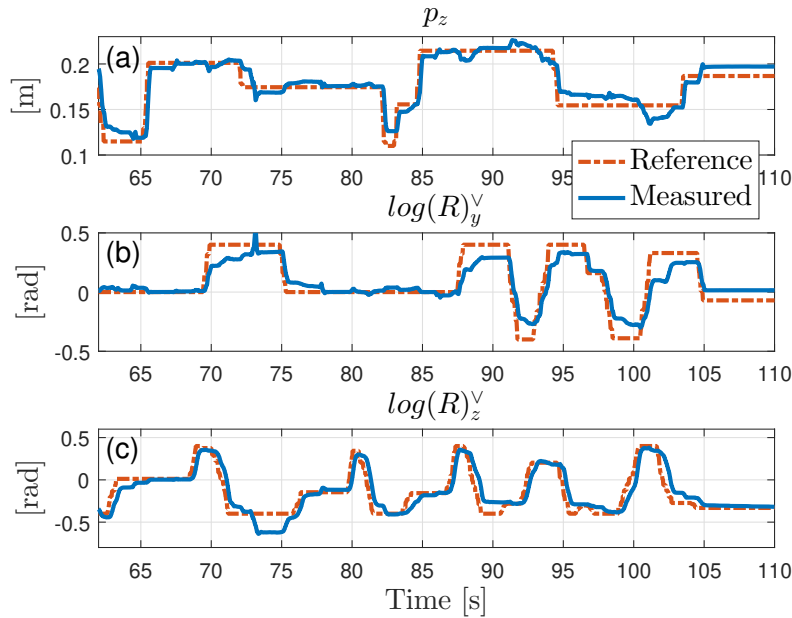 p_z
(a)
[m]
0.2
0.15
0.1
65 70 75 80 85 90 95 100 105 110
Reference
Measured
log(R)_y^∨
(b)
[rad]
0.5
0
-0.5
65 70 75 80 85 90 95 100 105 110
log(R)_z^∨
(c)
[rad]
0.5
0
-0.5
65 70 75 80 85 90 95 100 105 110
Time [s]